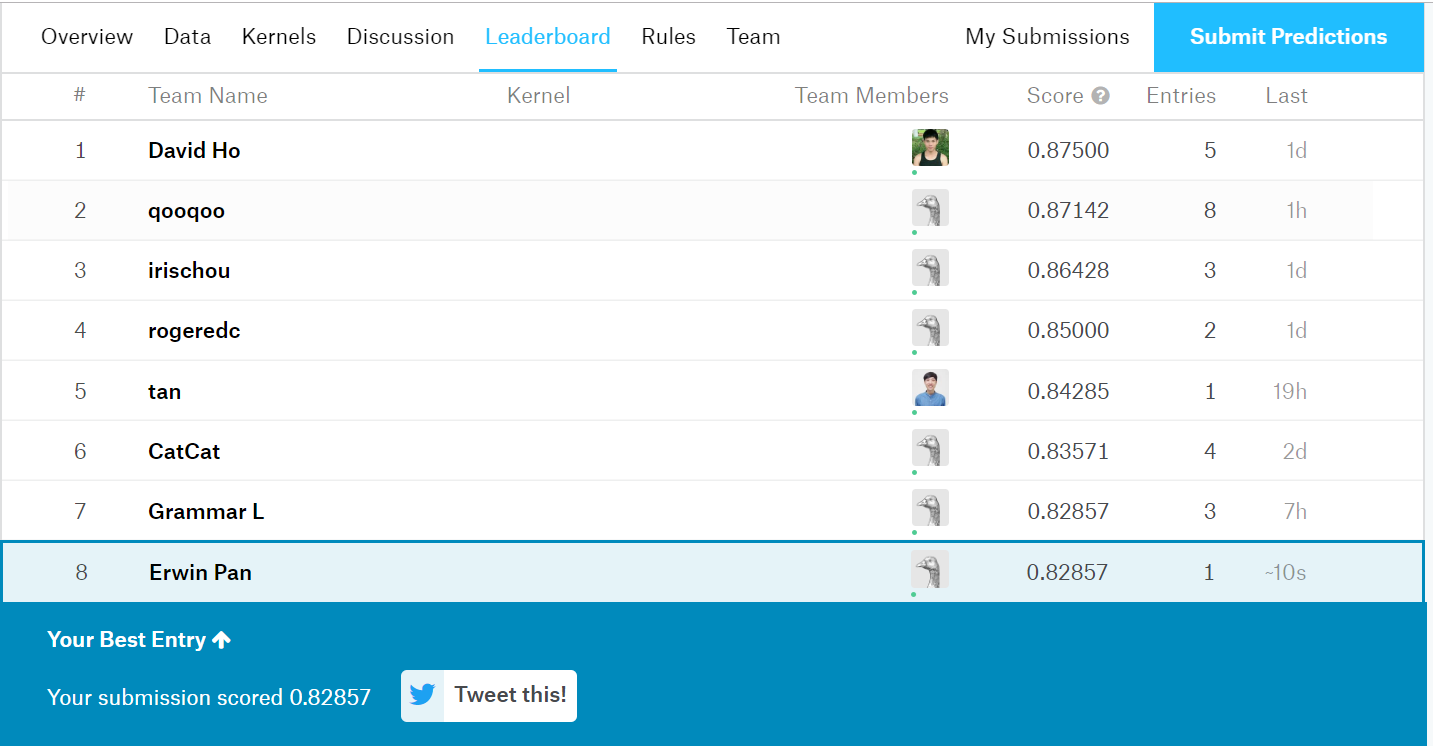 Overview Data Kernels Discussion Leaderboard Rules Team My Submissions Submit Predictions
# Team Name Kernel Team Members Score ? Entries Last
1 David Ho 0.87500 5 1d
2 qooqoo 0.87142 8 1h
3 irischou 0.86428 3 1d
4 rogeredc 0.85000 2 1d
5 tan 0.84285 1 19h
6 CatCat 0.83571 4 2d
7 Grammar L 0.82857 3 7h
8 Erwin Pan 0.82857 1 ~10s
Your Best Entry ↑
Your submission scored 0.82857 Tweet this!